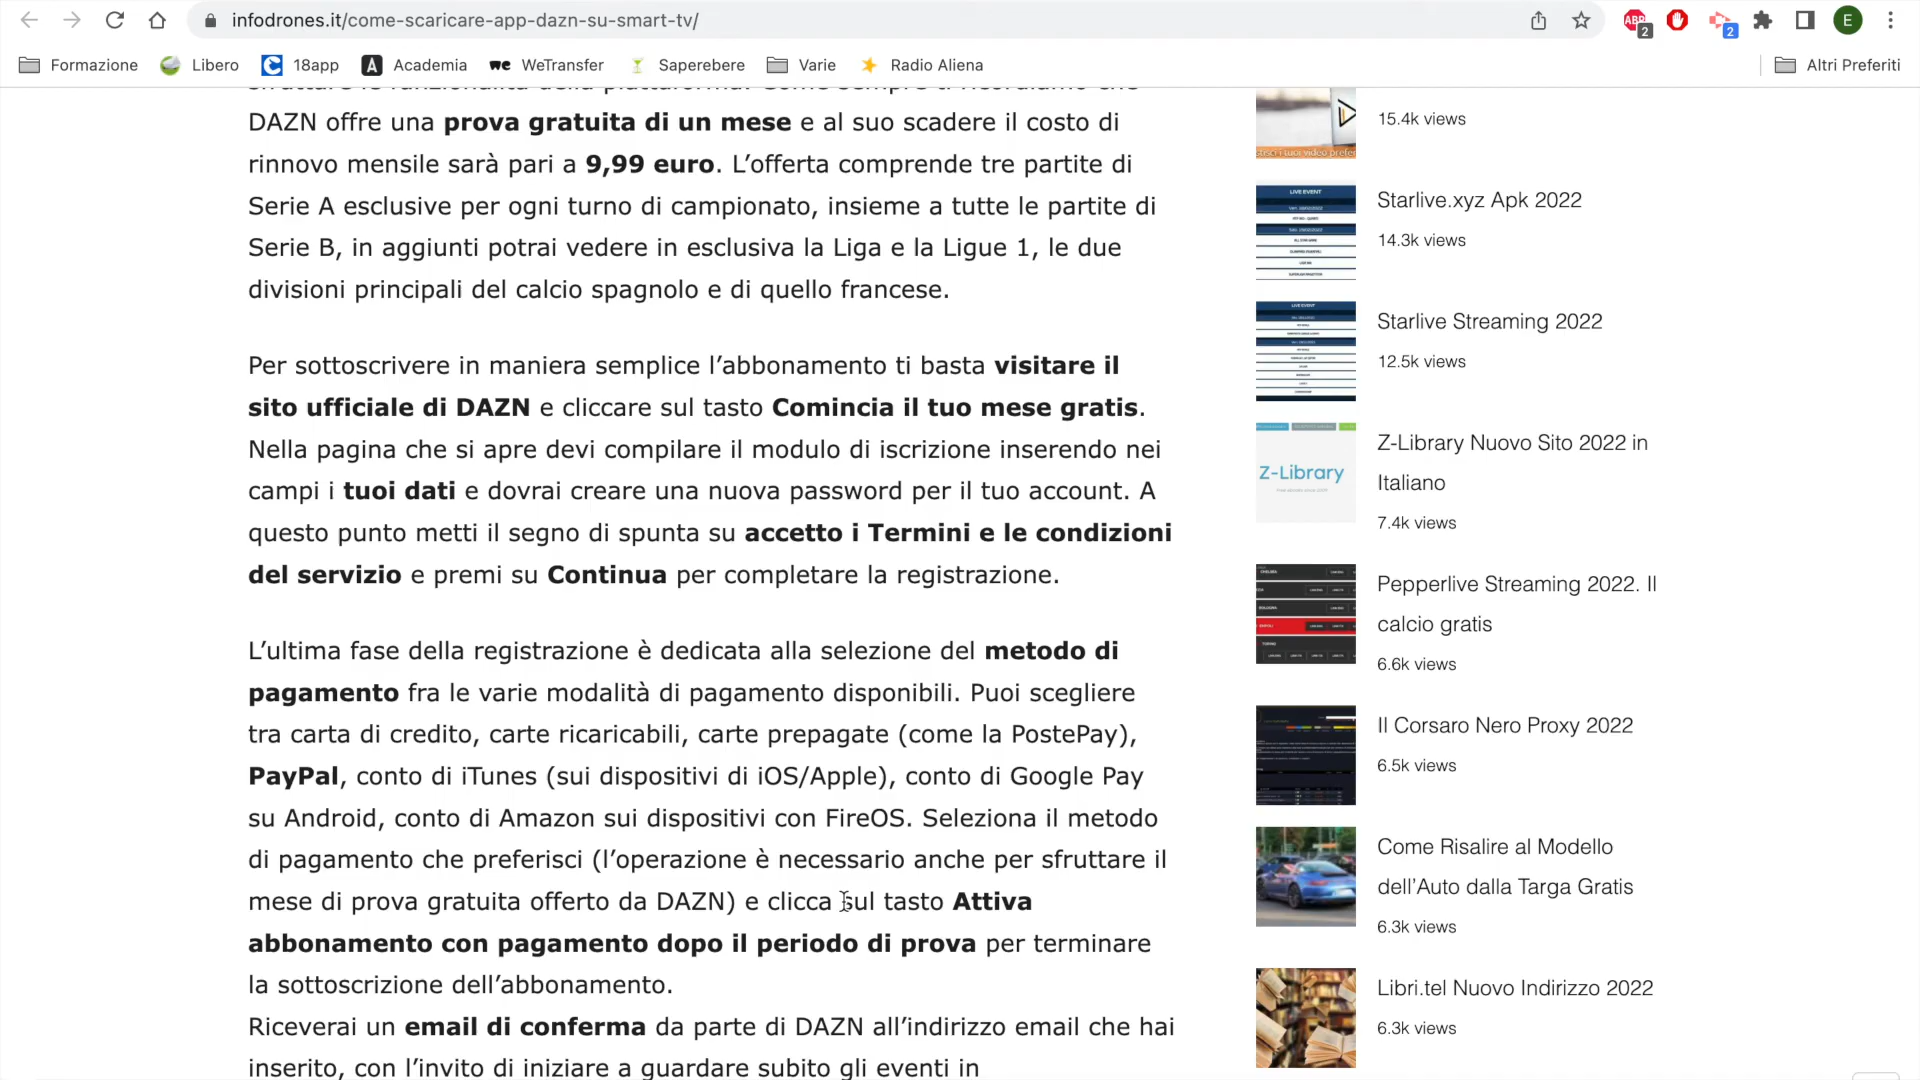 infodrones.it/come-scaricare-app-dazn-su-smart-tv/
ABP
2
2
E
Formazione
Libero
18app
Academia
WeTransfer
Saperebere
Varie
Radio Aliena
Altri Preferiti
DAZN offre una prova gratuita di un mese e al suo scadere il costo di
rinnovo mensile sarà pari a 9,99 euro. L’offerta comprende tre partite di
Serie A esclusive per ogni turno di campionato, insieme a tutte le partite di
Serie B, in aggiunti potrai vedere in esclusiva la Liga e la Ligue 1, le due
divisioni principali del calcio spagnolo e di quello francese.
Per sottoscrivere in maniera semplice l’abbonamento ti basta visitare il
sito ufficiale di DAZN e cliccare sul tasto Comincia il tuo mese gratis.
Nella pagina che si apre devi compilare il modulo di iscrizione inserendo nei
campi i tuoi dati e dovrai creare una nuova password per il tuo account. A
questo punto metti il segno di spunta su accetto i Termini e le condizioni
del servizio e premi su Continua per completare la registrazione.
L’ultima fase della registrazione è dedicata alla selezione del metodo di
pagamento fra le varie modalità di pagamento disponibili. Puoi scegliere
tra carta di credito, carte ricaricabili, carte prepagate (come la PostePay),
PayPal, conto di iTunes (sui dispositivi di iOS/Apple), conto di Google Pay
su Android, conto di Amazon sui dispositivi con FireOS. Seleziona il metodo
di pagamento che preferisci (l’operazione è necessario anche per sfruttare il
mese di prova gratuita offerto da DAZN) e clicca sul tasto Attiva
abbonamento con pagamento dopo il periodo di prova per terminare
la sottoscrizione dell’abbonamento.
Riceverai un email di conferma da parte di DAZN all’indirizzo email che hai
inserito, con l’invito di iniziare a guardare subito gli eventi in
15.4k views
LIVE EVENT
Starlive.xyz Apk 2022
14.3k views
LIVE EVENT
Starlive Streaming 2022
12.5k views
Z-Library
Z-Library Nuovo Sito 2022 in
Italiano
7.4k views
Pepperlive Streaming 2022. Il
calcio gratis
6.6k views
Il Corsaro Nero Proxy 2022
6.5k views
Come Risalire al Modello
dell’Auto dalla Targa Gratis
6.3k views
Libri.tel Nuovo Indirizzo 2022
6.3k views